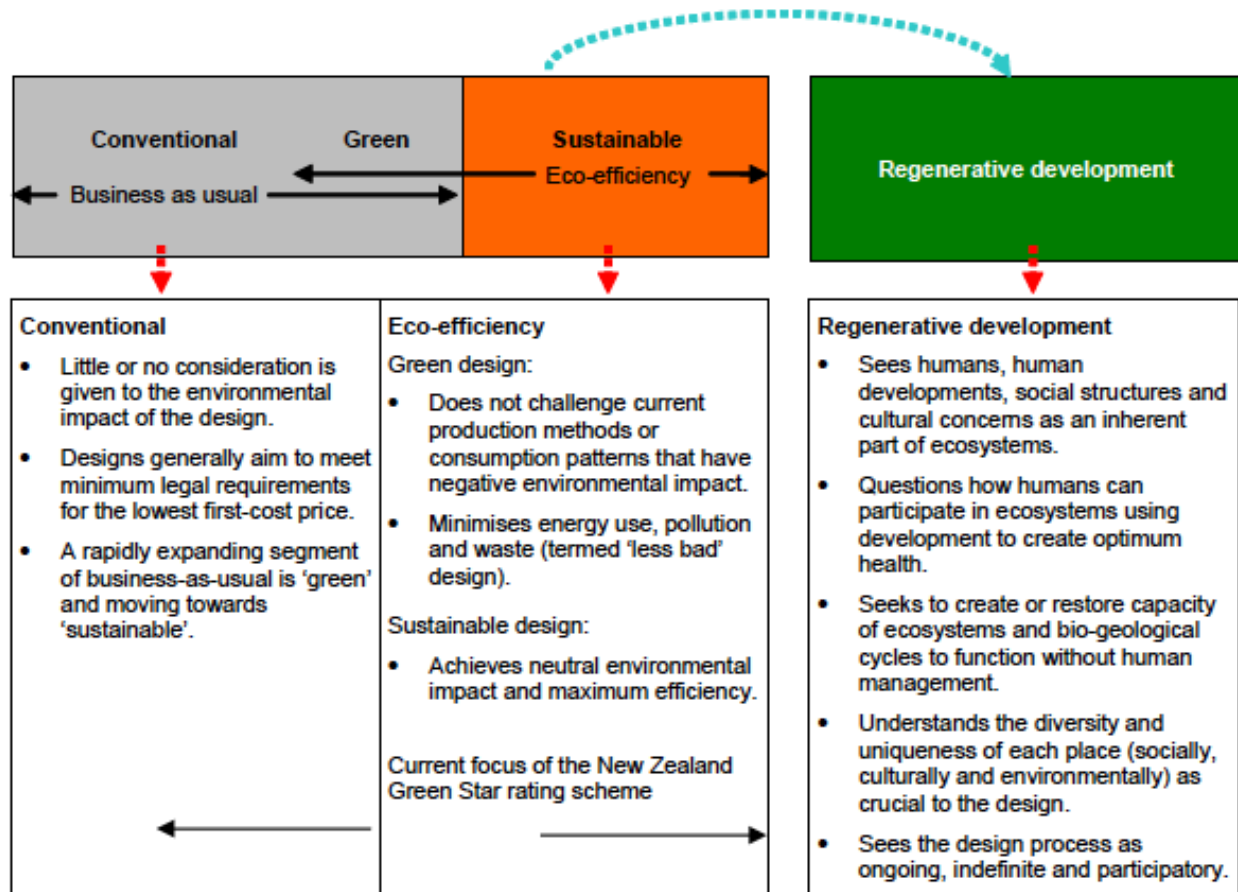 Conventional
Green
Sustainable
Eco-efficiency
Business as usual
Regenerative development
Conventional
• Little or no consideration is
given to the environmental
impact of the design.
• Designs generally aim to meet
minimum legal requirements
for the lowest first-cost price.
• A rapidly expanding segment
of business-as-usual is ‘green’
and moving towards
‘sustainable’.
Eco-efficiency
Green design:
• Does not challenge current
production methods or
consumption patterns that have
negative environmental impact.
• Minimises energy use, pollution
and waste (termed ‘less bad’
design).
Sustainable design:
• Achieves neutral environmental
impact and maximum efficiency.
Current focus of the New Zealand
Green Star rating scheme
Regenerative development
• Sees humans, human
developments, social structures and
cultural concerns as an inherent
part of ecosystems.
• Questions how humans can
participate in ecosystems using
development to create optimum
health.
• Seeks to create or restore capacity
of ecosystems and bio-geological
cycles to function without human
management.
• Understands the diversity and
uniqueness of each place (socially,
culturally and environmentally) as
crucial to the design.
• Sees the design process as
ongoing, indefinite and participatory.